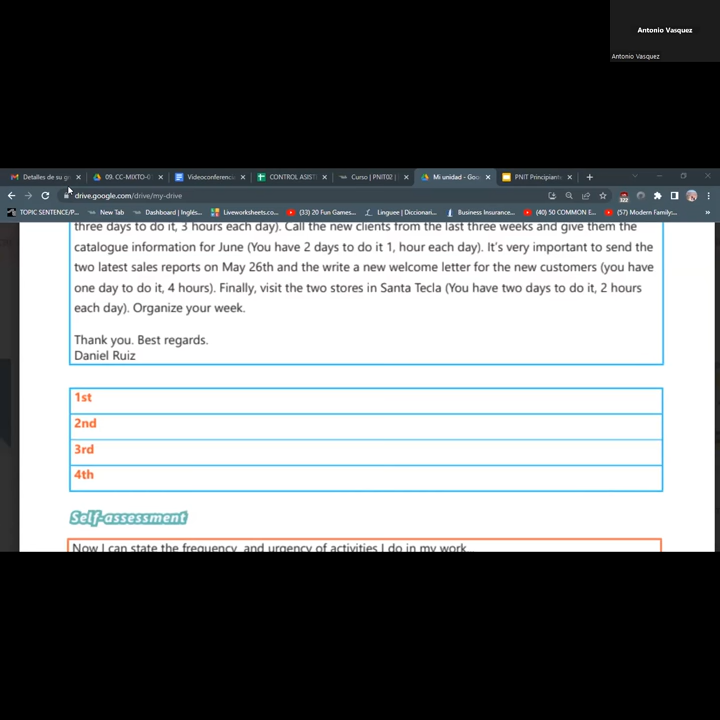 Antonio Vasquez
Antonio Vasquez
Detalles de su g
09. CC-MIXTO-0
Videoconferenci
CONTROL ASIST
Curso | PNIT02 |
Mi unidad - Goo
PNIT Principiant
drive.google.com/drive/my-drive
TOPIC SENTENCE/P...
New Tab
Dashboard | Inglés...
Liveworksheets.co...
(33) 20 Fun Games...
Linguee | Diccionari...
Business Insurance...
(40) 50 COMMON E...
(57) Modern Family:...
three days to do it, 3 hours each day). Call the new clients from the last three weeks and give them the
catalogue information for June (You have 2 days to do it 1, hour each day). It's very important to send the
two latest sales reports on May 26th and the write a new welcome letter for the new customers (you have
one day to do it, 4 hours). Finally, visit the two stores in Santa Tecla (You have two days to do it, 2 hours
each day). Organize your week.
Thank you. Best regards.
Daniel Ruiz
1st
2nd
3rd
4th
Self-assessment
Now I can state the frequency and urgency of activities I do in my work